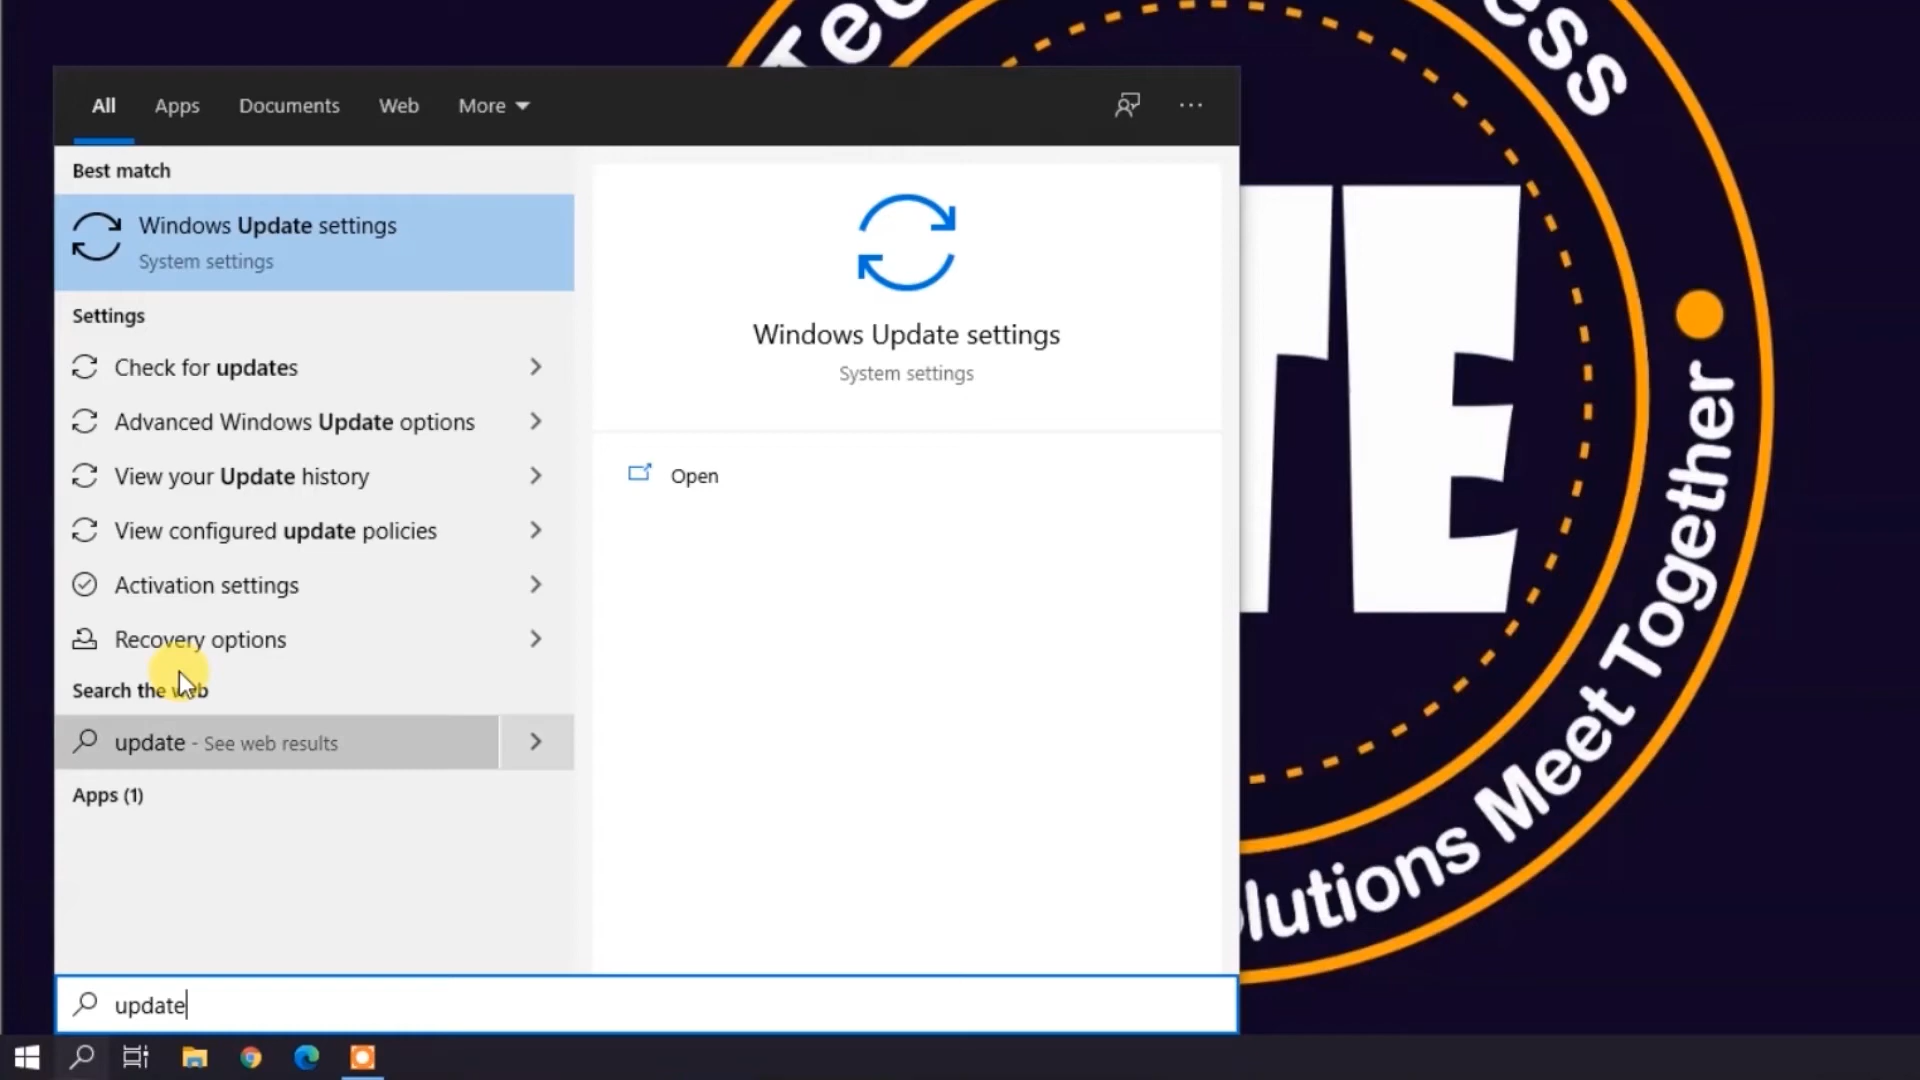 All Apps Documents Web More
Best match
Windows Update settings
System settings
Settings
Check for updates
Advanced Windows Update options
View your Update history
View configured update policies
Activation settings
Recovery options
Search the web
update - See web results
Apps (1)
Windows Update settings
System settings
Open
update
TE
Meet Together